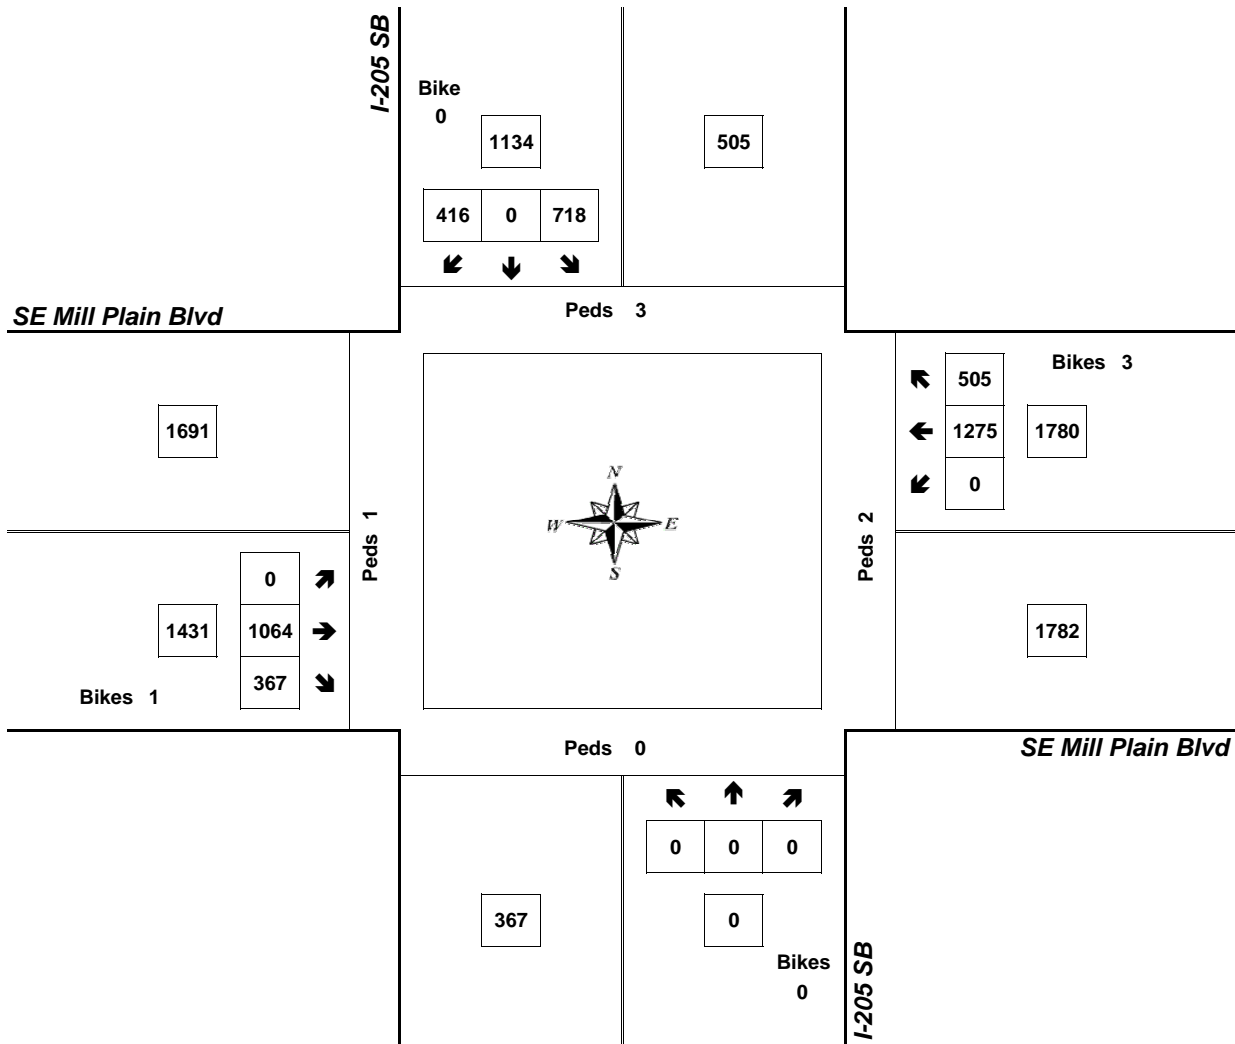 I-205 SB
Bike
0
1134
505
416 0 718
SE Mill Plain Blvd
Peds 3
505
Bikes 3
1691
1275 1780
0
N
W E
S
Peds 1
Peds 2
0
1431 1064
367
Bikes 1
1782
Peds 0
SE Mill Plain Blvd
0 0 0
367
0
Bikes
0
I-205 SB